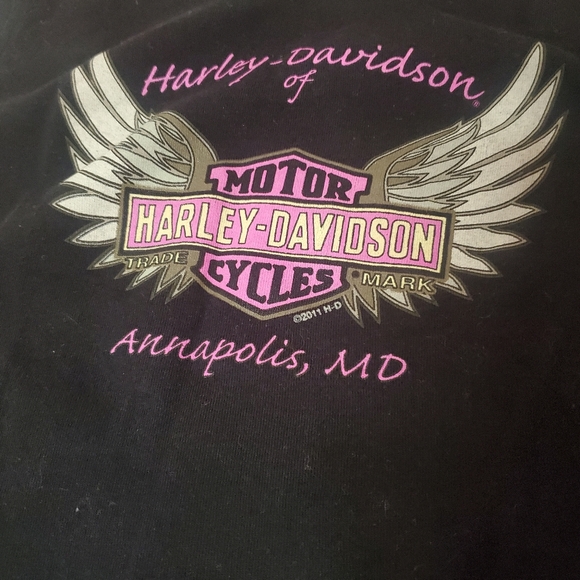 Harley-Davidson®
of
MOTOR
HARLEY-DAVIDSON
TRADE MARK
CYCLES
©2011 H-D
Annapolis, MD